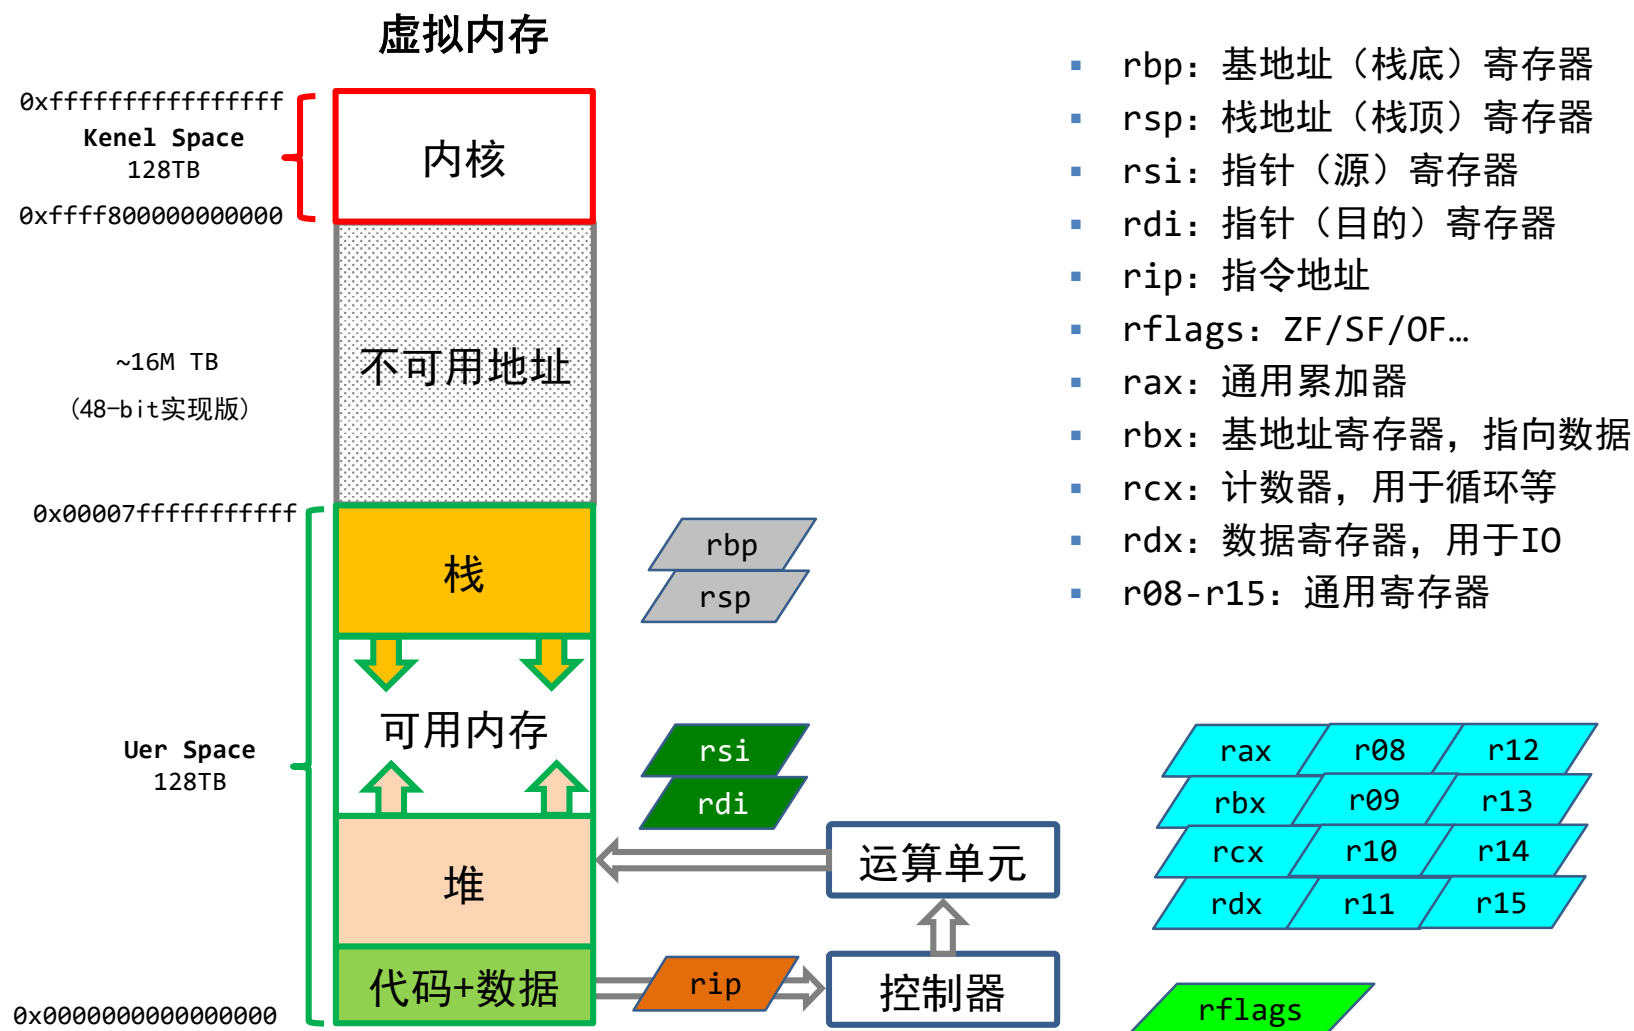 虚拟内存
0xffffffffffffffff
Kenel Space
128TB
0xffff800000000000
内核
~16M TB
（48-bit实现版）
不可用地址
0x00007fffffffffff
栈
可用内存
Uer Space
128TB
堆
代码+数据
0x0000000000000000
rbp
rsp
rsi
rdi
运算单元
rip
控制器
rbp: 基地址（栈底）寄存器
rsp: 栈地址（栈顶）寄存器
rsi: 指针（源）寄存器
rdi: 指针（目的）寄存器
rip: 指令地址
rflags: ZF/SF/OF…
rax: 通用累加器
rbx: 基地址寄存器，指向数据
rcx: 计数器，用于循环等
rdx: 数据寄存器，用于IO
r08-r15: 通用寄存器
rax r08 r12
rbx r09 r13
rcx r10 r14
rdx r11 r15
rflags